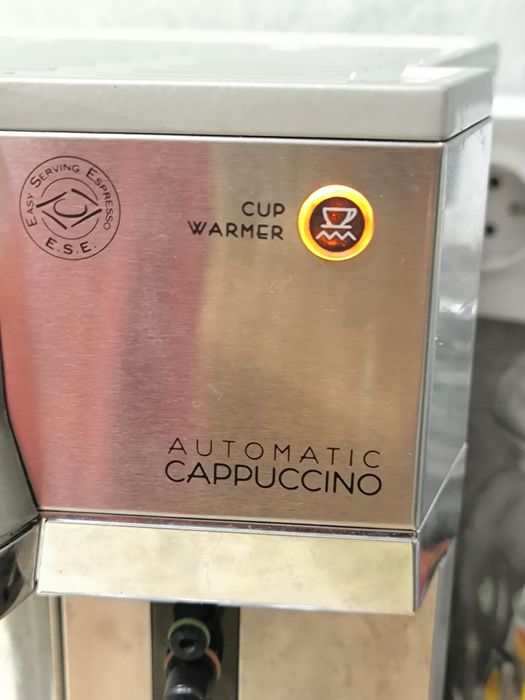 EASY SERVING ESPRESSO
E.S.E.
CUP
WARMER
AUTOMATIC
CAPPUCCINO